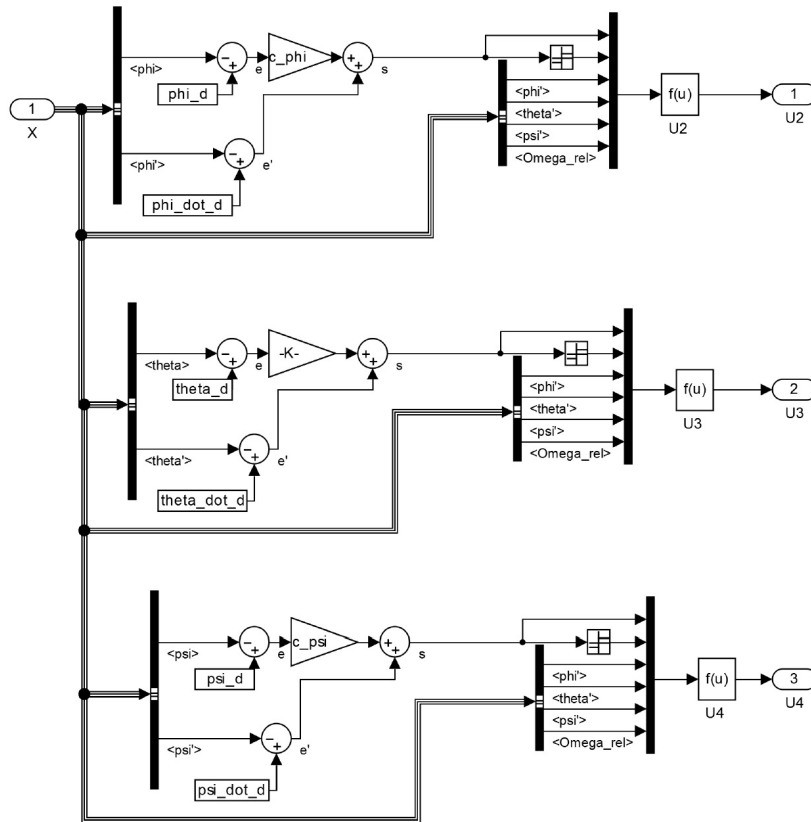 <phi>
c_phi
e
s
phi_d
1
X
<phi'>
e'
phi_dot_d
<phi'>
<theta'>
<psi'>
<Omega_rel>
f(u)
U2
1
U2
<theta>
-K-
e
s
theta_d
<theta'>
e'
theta_dot_d
<phi'>
<theta'>
<psi'>
<Omega_rel>
f(u)
U3
2
U3
<psi>
c_psi
e
s
psi_d
<psi'>
e'
psi_dot_d
<phi'>
<theta'>
<psi'>
<Omega_rel>
f(u)
U4
3
U4